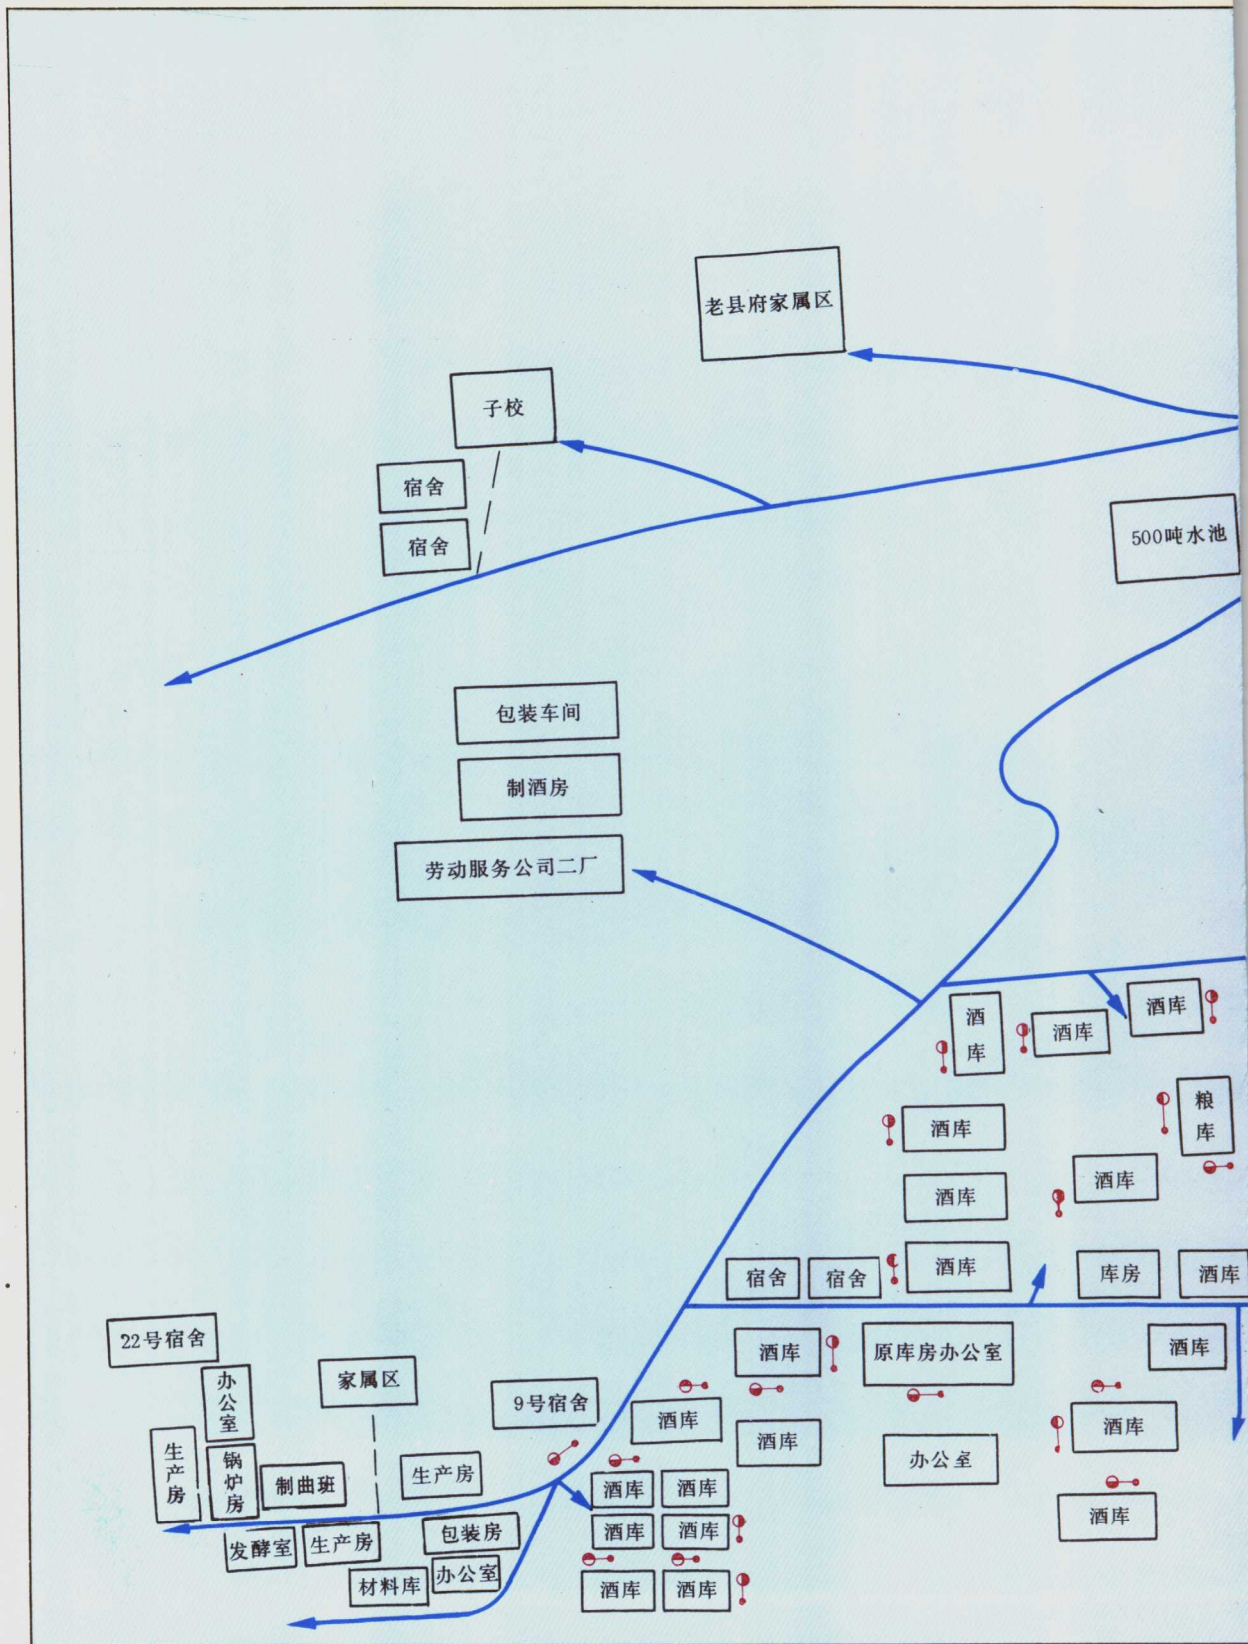 老县府家属区
子校
宿舍
宿舍
500吨水池
包装车间
制酒房
劳动服务公司二厂
酒库
酒库
酒库
粮库
酒库
酒库
酒库
酒库
宿舍
宿舍
库房
酒库
22号宿舍
办公室
家属区
9号宿舍
酒库
原库房办公室
酒库
酒库
酒库
酒库
生产房
锅炉房
制曲班
生产房
办公室
酒库
酒库
酒库
发酵室
生产房
包装房
酒库
酒库
材料库
办公室
酒库
酒库